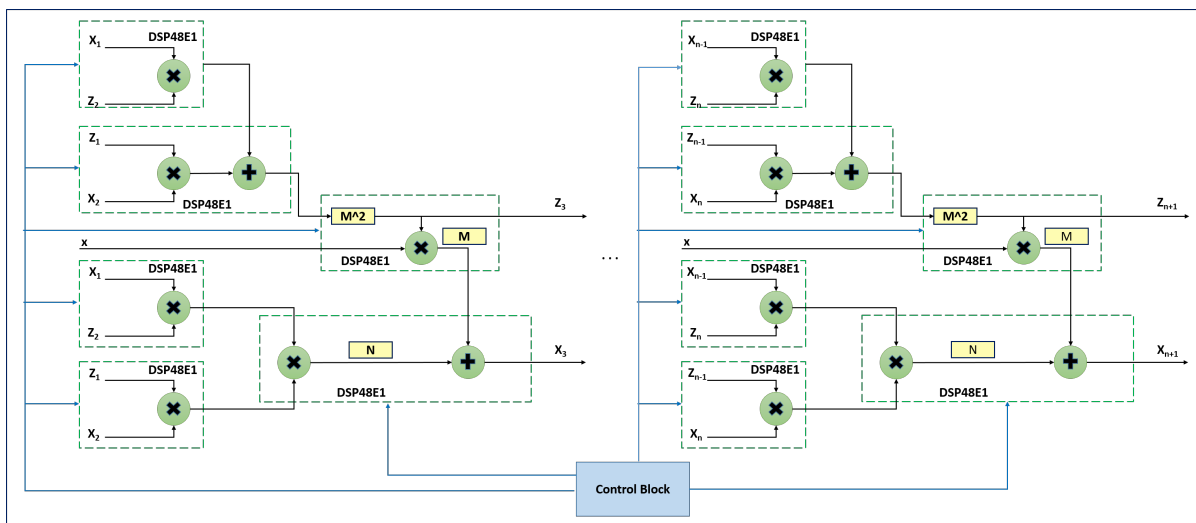 X1
DSP48E1
Z2
Z1
X2
DSP48E1
M^2
Z3
x
M
DSP48E1
X1
DSP48E1
Z2
N
X3
Z1
DSP48E1
X2
DSP48E1
...
Xn-1
DSP48E1
Zn
Zn-1
Xn
DSP48E1
M^2
Zn+1
x
M
DSP48E1
Xn-1
DSP48E1
Zn
N
Xn+1
Zn-1
DSP48E1
Xn
DSP48E1
Control Block